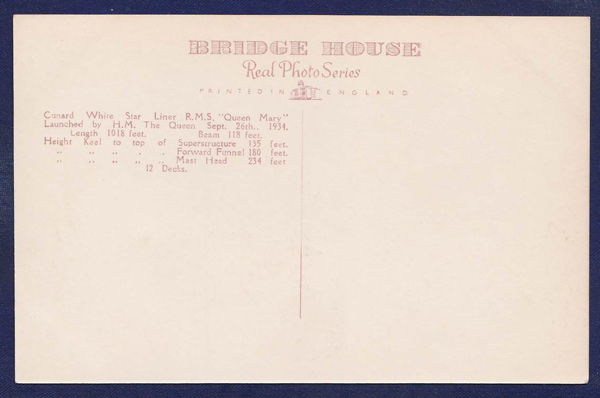 BRIDGE HOUSE
Real Photo Series
PRINTED IN ENGLAND
Cunard White Star Liner R.M.S. "Queen Mary"
Launched by H.M. The Queen Sept. 26th., 1934.
Length 1018 feet. Beam 118 feet.
Height Keel to top of Superstructure 135 feet.
,, ,, ,, , , Forward Funnel 180 feet.
,, ,, ,, ,, ,, Mast Head 234 feet
12 Decks.